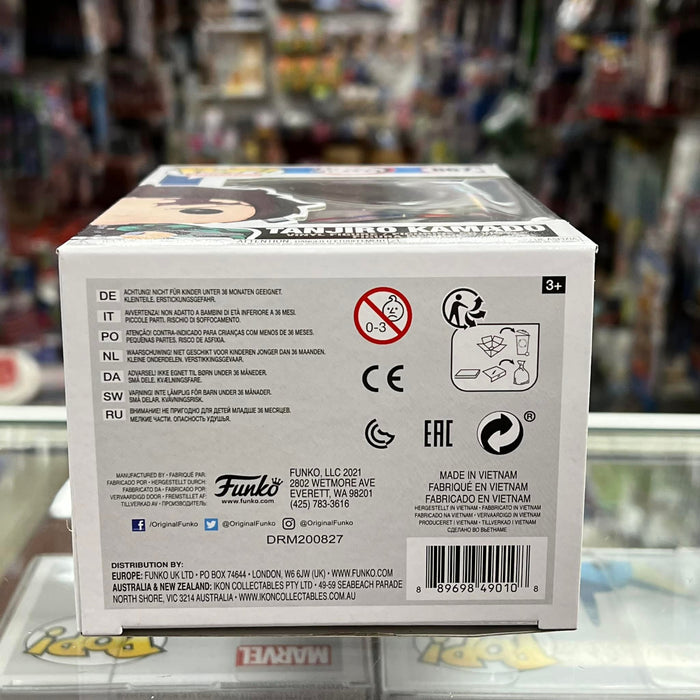 TANJIRO KAMADO
DE ACHTUNG! NICHT FÜR KINDER UNTER 36 MONATEN GEEIGNET.
KLEINTEILE. ERSTICKUNGSGEFAHR.
IT AVVERTENZA: NON ADATTO A BAMBINI DI ETÀ INFERIORE A 36 MESI.
PICCOLE PARTI. RISCHIO DI SOFFOCAMENTO.
PO ATENÇÃO! CONTRA-INDICADO PARA CRIANÇAS COM MENOS DE 36 MESES.
PEQUENAS PARTES. RISCO DE ASFIXIA.
NL WAARSCHUWING! NIET GESCHIKT VOOR KINDEREN JONGER DAN 36 MAANDEN.
KLEINE ONDERDELEN. VERSTIKKINGSGEVAAR.
DA ADVARSEL! IKKE EGNET TIL BØRN UNDER 36 MÅNEDER.
SMÅ DELE. KVÆLNINGSFARE.
SW VARNING! INTE LÄMPLIG FÖR BARN UNDER 36 MÅNADER.
SMÅ DELAR. KVÄVNINGSRISK.
RU ВНИМАНИЕ! НЕ ПРИГОДНО ДЛЯ ДЕТЕЙ МЛАДШЕ 36 МЕСЯЦЕВ.
МЕЛКИЕ ЧАСТИ. ОПАСНОСТЬ УДУШЬЯ.
0-3
3+
CE
EAC
®
MANUFACTURED BY • FABRIQUÉ PAR:
FABRICADO POR • HERGESTELLT DURCH:
FABBRICATO DA • FABRICADO POR:
VERVAARDIGD DOOR • FREMSTILLET AF:
TILLVERKAD AV • ПРОИЗВОДИТЕЛЬ:
Funko
www.funko.com
FUNKO, LLC 2021
2802 WETMORE AVE
EVERETT, WA 98201
(425) 783-3616
/OriginalFunko @OriginalFunko @OriginalFunko
DRM200827
MADE IN VIETNAM
FABRIQUÉ EN VIETNAM
FABRICADO EN VIETNAM
HERGESTELLT IN VIETNAM • FABBRICATO IN VIETNAM
FABRICADO NA VIETNAM • VERVAARDIGD IN VIETNAM
PRODUCERET I VIETNAM • TILLVERKAD I VIETNAM
СДЕЛАНО ВО ВЬЕТНАМЕ
DISTRIBUTION BY:
EUROPE: FUNKO UK LTD • PO BOX 74644 • LONDON, W6 6JW (UK) • WWW.FUNKO.COM
AUSTRALIA & NEW ZEALAND: IKON COLLECTABLES PTY LTD • 49-59 SEABEACH PARADE
NORTH SHORE, VIC 3214 AUSTRALIA • WWW.IKONCOLLECTABLES.COM.AU
8 89698 49010 8
POP!
MARVEL
POP!